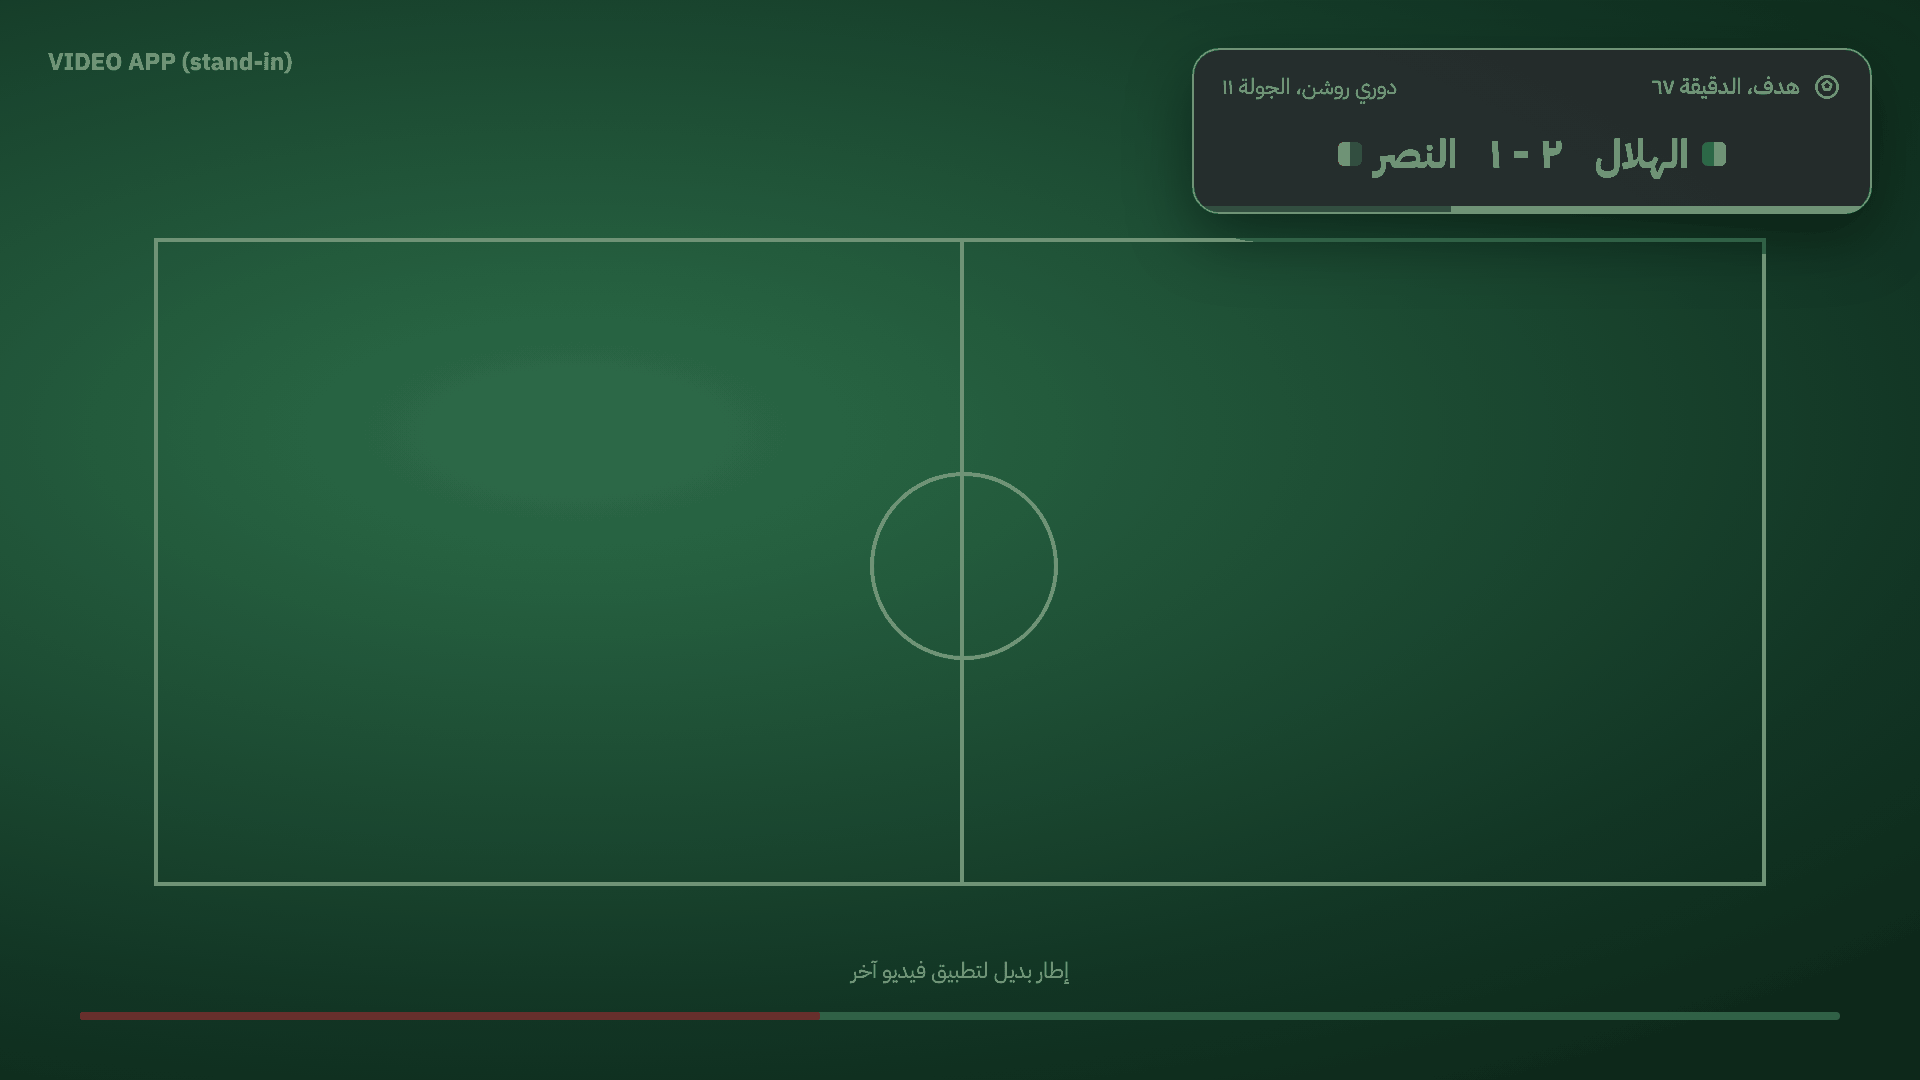 VIDEO APP (stand-in)
هدف، الدقيقة ٦٧
دوري روشن، الجولة ١١
الهلال ٢ - ١ النصر
إطار بديل لتطبيق فيديو آخر